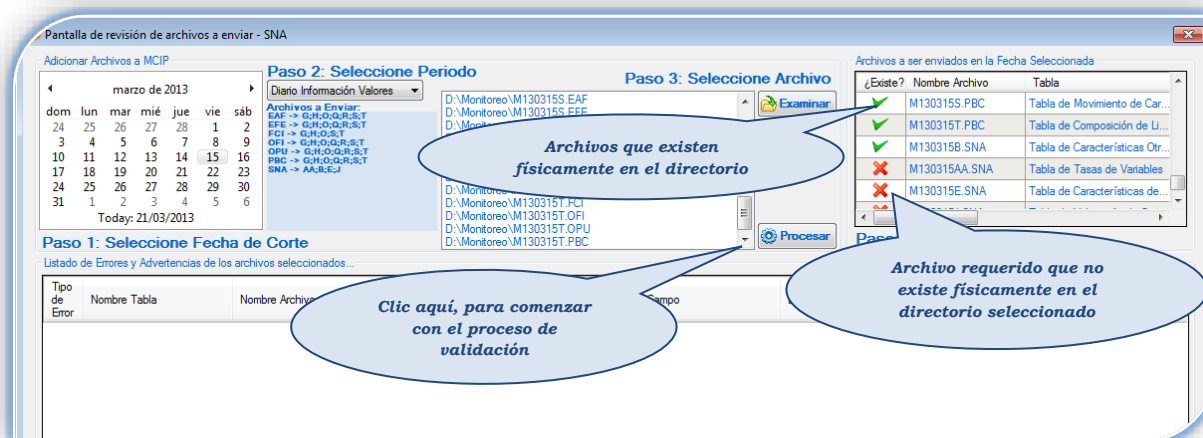 Pantalla de revisión de archivos a enviar - SNA
Adicionar Archivos a MCIP
marzo de 2013
dom lun mar mié jue vie sáb
24 25 26 27 28 1 2
3 4 5 6 7 8 9
10 11 12 13 14 15 16
17 18 19 20 21 22 23
24 25 26 27 28 29 30
31 1 2 3 4 5 6
Today: 21/03/2013
Paso 1: Seleccione Fecha de Corte
Paso 2: Seleccione Periodo
Diario Información Valores
Archivos a Enviar:
EAF -> G;H;O;Q;R;S;T
EFE -> G;H;O;Q;R;S;T
FCI -> G;H;O;S;T
OFI -> G;H;O;Q;R;S;T
OPU -> G;H;O;Q;R;S;T
PBC -> G;H;O;Q;R;S;T
SNA -> AA;B;E;J
Paso 3: Seleccione Archivo
D:\Monitoreo\M130315S.EAF
D:\Monitoreo\M130315S.EFE
D:\Monitoreo\M130315T.FCI
D:\Monitoreo\M130315T.OFI
D:\Monitoreo\M130315T.OPU
D:\Monitoreo\M130315T.PBC
Examinar
Procesar
Archivos a ser enviados en la Fecha Seleccionada
¿Existe? Nombre Archivo Tabla
M130315S.PBC Tabla de Movimiento de Car...
M130315T.PBC Tabla de Composición de Li...
M130315B.SNA Tabla de Características Otr...
M130315AA.SNA Tabla de Tasas de Variables
M130315E.SNA Tabla de Características de...
Archivos que existen
físicamente en el directorio
Archivo requerido que no
existe físicamente en el
directorio seleccionado
Clic aquí, para comenzar
con el proceso de
validación
Listado de Errores y Advertencias de los archivos seleccionados...
Tipo
de
Error
Nombre Tabla
Nombre Archivo
Campo